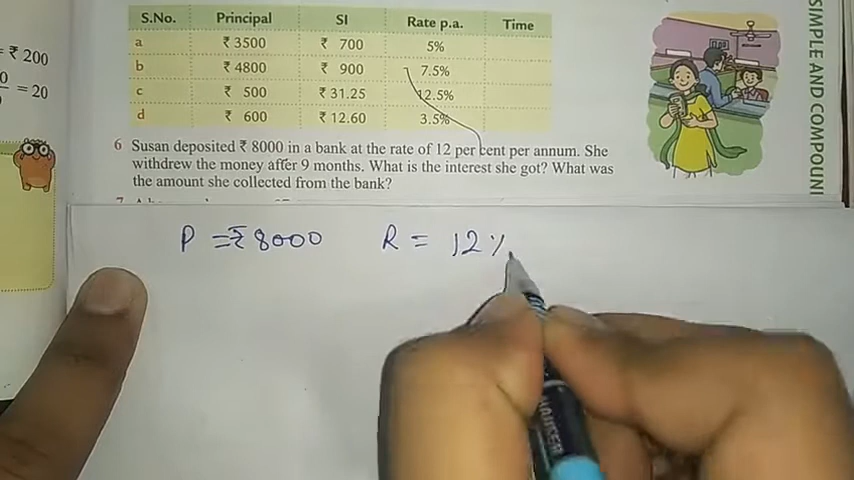 S.No. Principal SI Rate p.a. Time
a ₹ 3500 ₹ 700 5%
b ₹ 4800 ₹ 900 7.5%
c ₹ 500 ₹ 31.25 12.5%
d ₹ 600 ₹ 12.60 3.5%
= ₹ 200
= 20
6 Susan deposited ₹ 8000 in a bank at the rate of 12 per cent per annum. She
withdrew the money after 9 months. What is the interest she got? What was
the amount she collected from the bank?
SIMPLE AND COMPOUN
P = ₹ 8000 R = 12%